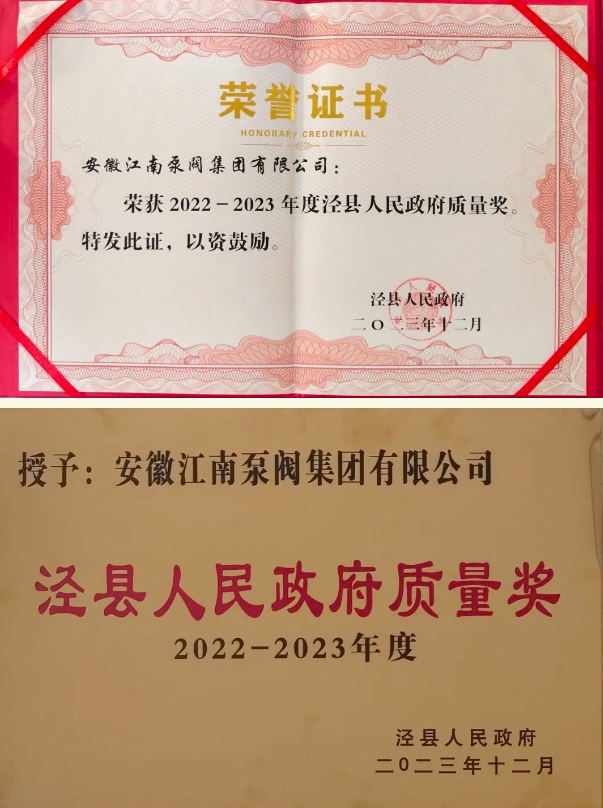 荣誉证书
HONORARY CREDENTIAL
安徽江南泵阀集团有限公司：
荣获2022－2023年度泾县人民政府质量奖。
特发此证，以资鼓励。
泾县人民政府
二〇二三年十二月
授予：安徽江南泵阀集团有限公司
泾县人民政府质量奖
2022-2023年度
泾县人民政府
二0二三年十二月